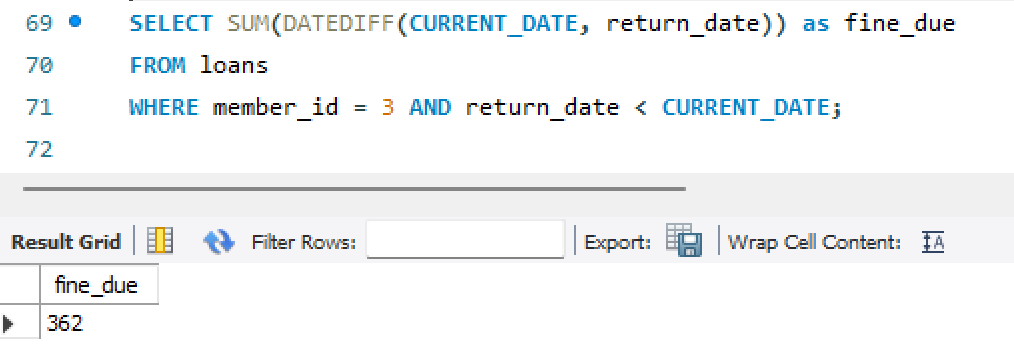 69 SELECT SUM(DATEDIFF(CURRENT_DATE, return_date)) as fine_due
70 FROM loans
71 WHERE member_id = 3 AND return_date < CURRENT_DATE;
72
Result Grid Filter Rows: Export: Wrap Cell Content: IA
fine_due
362